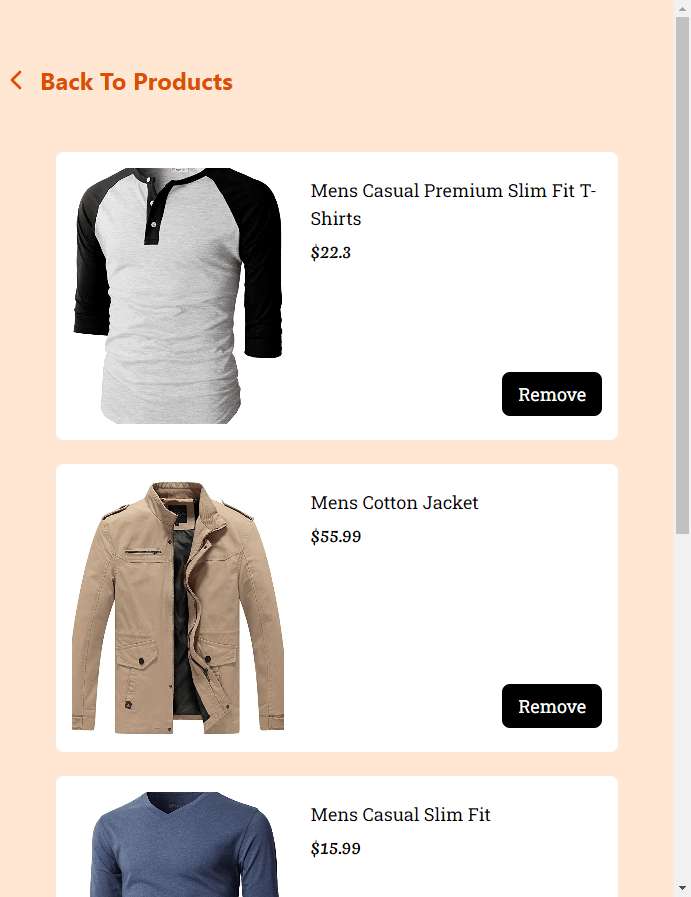 Back To Products
Mens Casual Premium Slim Fit T-
Shirts
$22.3
Remove
Mens Cotton Jacket
$55.99
Remove
Mens Casual Slim Fit
$15.99